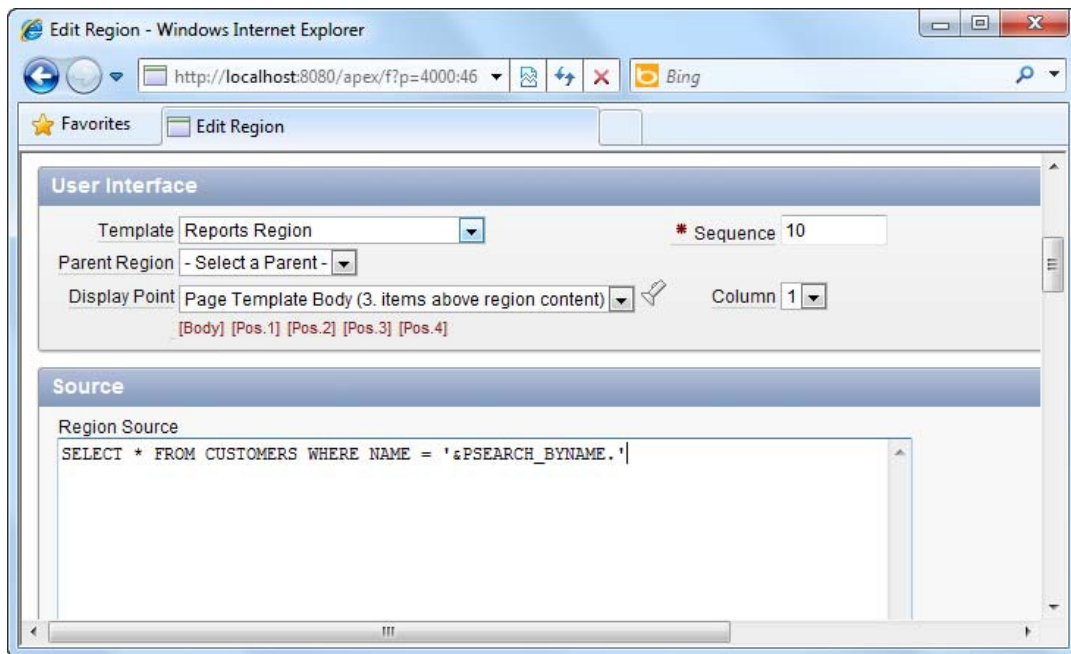 Edit Region - Windows Internet Explorer
http://localhost:8080/apex/f?p=4000:46
Bing
Favorites
Edit Region
User Interface
Template Reports Region * Sequence 10
Parent Region - Select a Parent -
Display Point Page Template Body (3. items above region content) Column 1
[Body] [Pos.1] [Pos.2] [Pos.3] [Pos.4]
Source
Region Source
SELECT * FROM CUSTOMERS WHERE NAME = '&PSEARCH_BYNAME.'